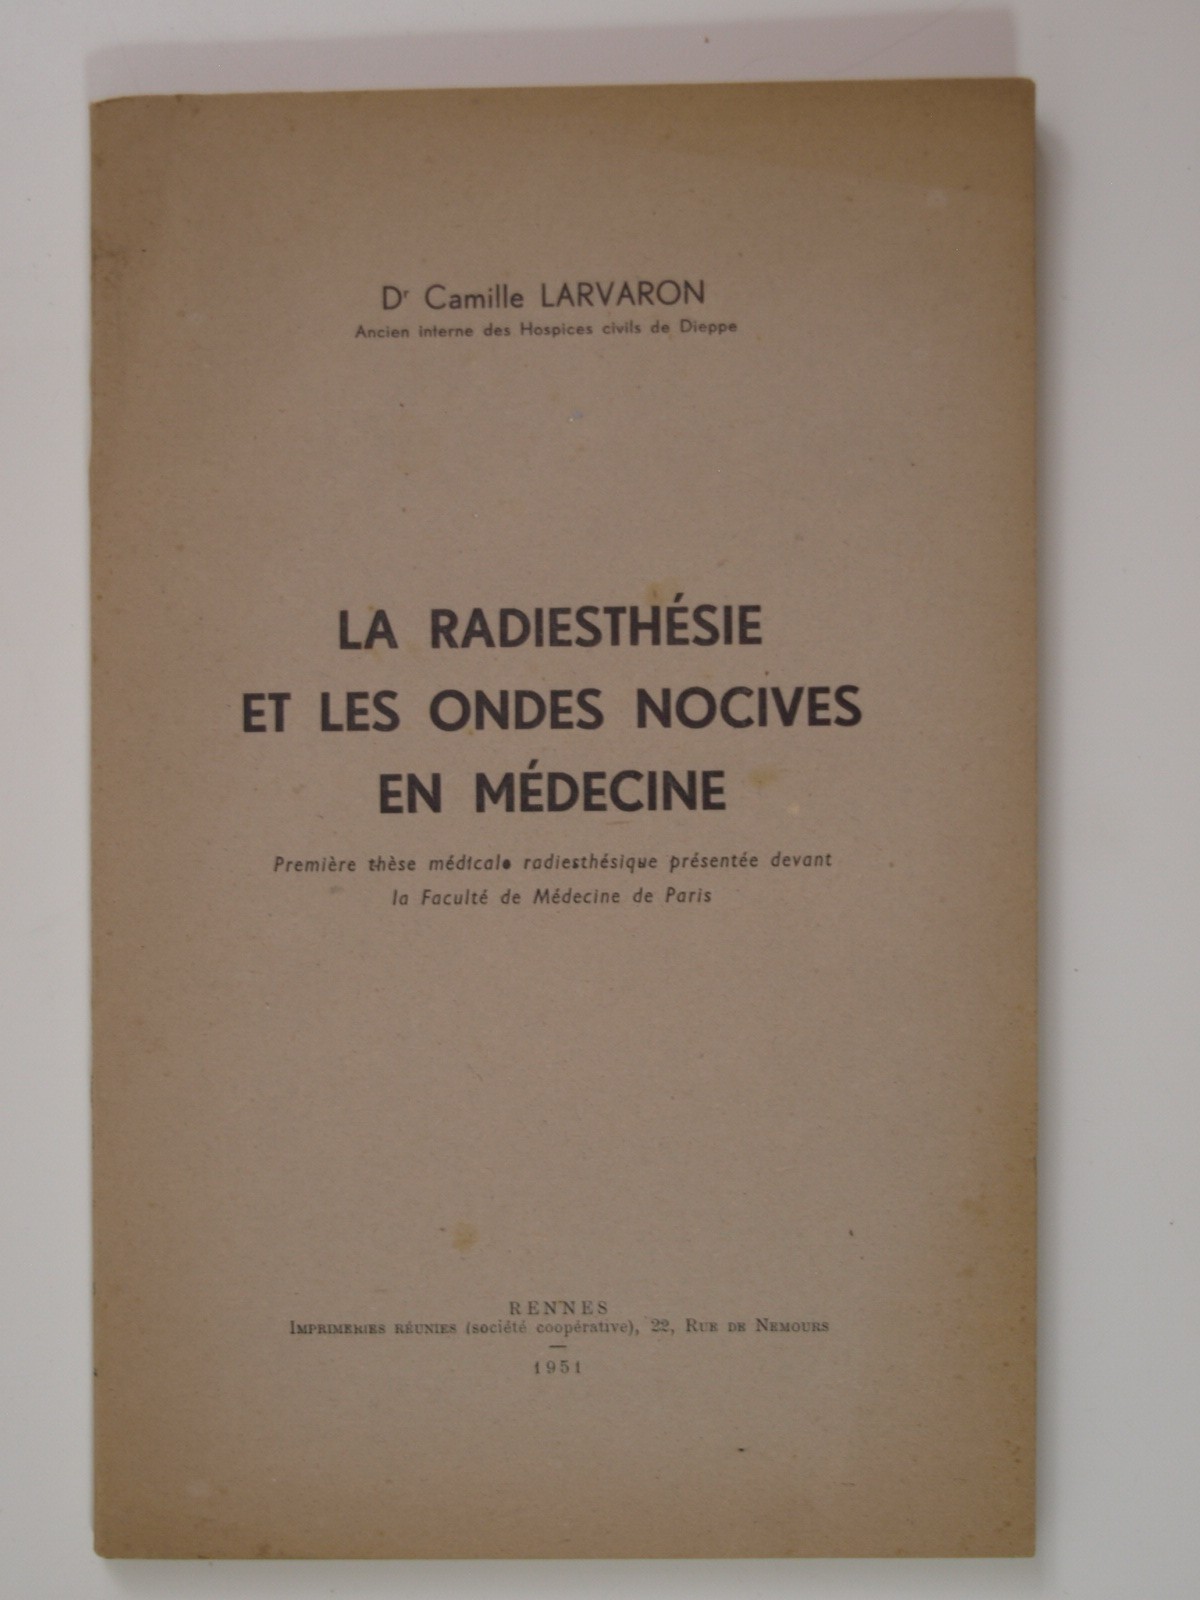 Dr Camille LARVARON
Ancien interne des Hospices civils de Dieppe
LA RADIESTHÉSIE
ET LES ONDES NOCIVES
EN MÉDECINE
Première thèse médicale radiesthésique présentée devant
la Faculté de Médecine de Paris
RENNES
IMPRIMERIES RÉUNIES (société coopérative), 22, RUE DE NEMOURS
1951